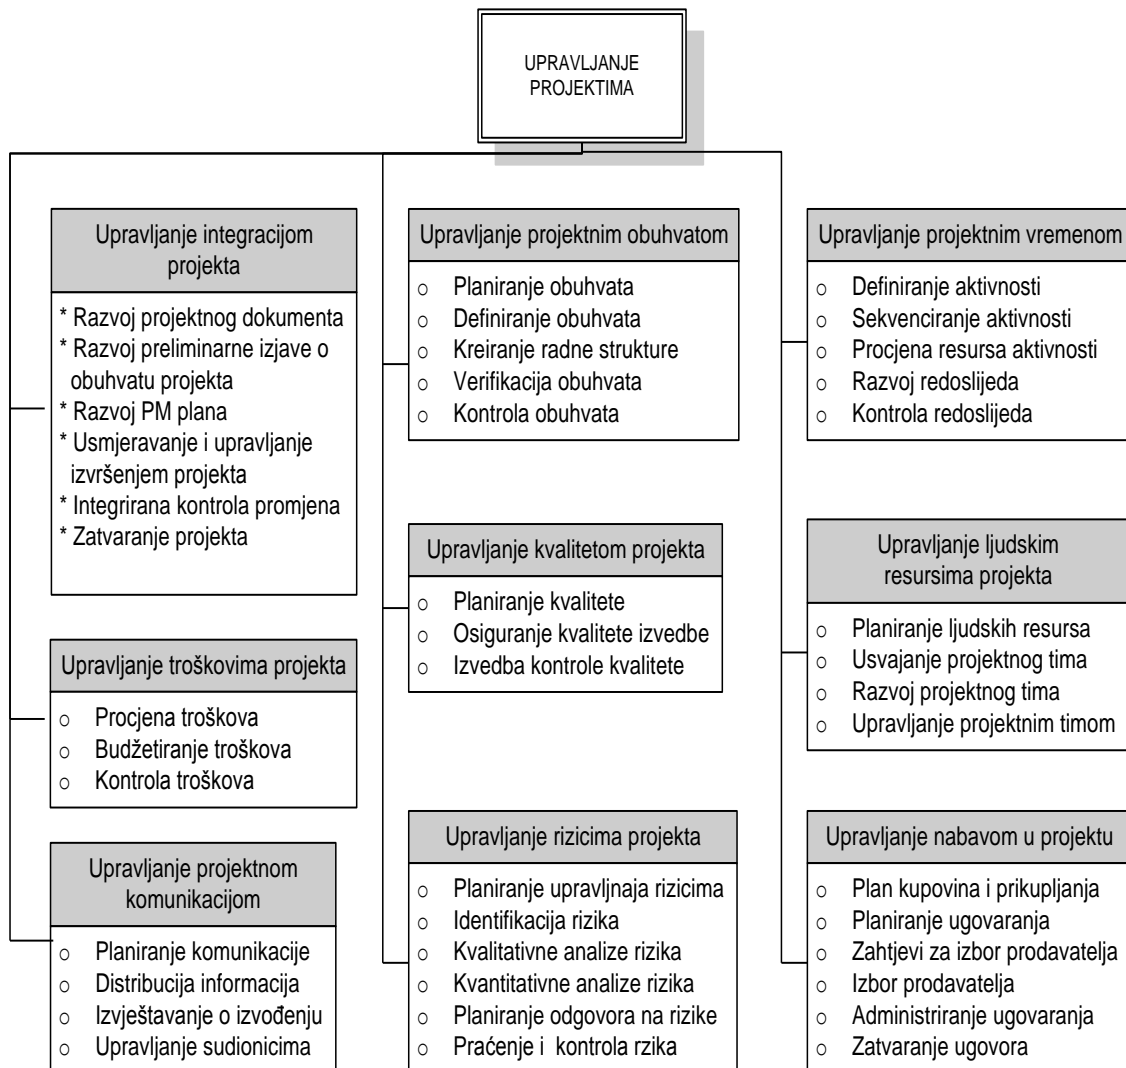 UPRAVLJANJE
PROJEKTIMA
Upravljanje integracijom
projekta
* Razvoj projektnog dokumenta
* Razvoj preliminarne izjave o
obuhvatu projekta
* Razvoj PM plana
* Usmjeravanje i upravljanje
izvršenjem projekta
* Integrirana kontrola promjena
* Zatvaranje projekta
Upravljanje projektnim obuhvatom
o Planiranje obuhvata
o Definiranje obuhvata
o Kreiranje radne strukture
o Verifikacija obuhvata
o Kontrola obuhvata
Upravljanje projektnim vremenom
o Definiranje aktivnosti
o Sekvenciranje aktivnosti
o Procjena resursa aktivnosti
o Razvoj redoslijeda
o Kontrola redoslijeda
Upravljanje troškovima projekta
o Procjena troškova
o Budžetiranje troškova
o Kontrola troškova
Upravljanje kvalitetom projekta
o Planiranje kvalitete
o Osiguranje kvalitete izvedbe
o Izvedba kontrole kvalitete
Upravljanje ljudskim
resursima projekta
o Planiranje ljudskih resursa
o Usvajanje projektnog tima
o Razvoj projektnog tima
o Upravljanje projektnim timom
Upravljanje projektnom
komunikacijom
o Planiranje komunikacije
o Distribucija informacija
o Izvještavanje o izvođenju
o Upravljanje sudionicima
Upravljanje rizicima projekta
o Planiranje upravljnaja rizicima
o Identifikacija rizika
o Kvalitativne analize rizika
o Kvantitativne analize rizika
o Planiranje odgovora na rizike
o Praćenje i kontrola rzika
Upravljanje nabavom u projektu
o Plan kupovina i prikupljanja
o Planiranje ugovaranja
o Zahtjevi za izbor prodavatelja
o Izbor prodavatelja
o Administriranje ugovaranja
o Zatvaranje ugovora